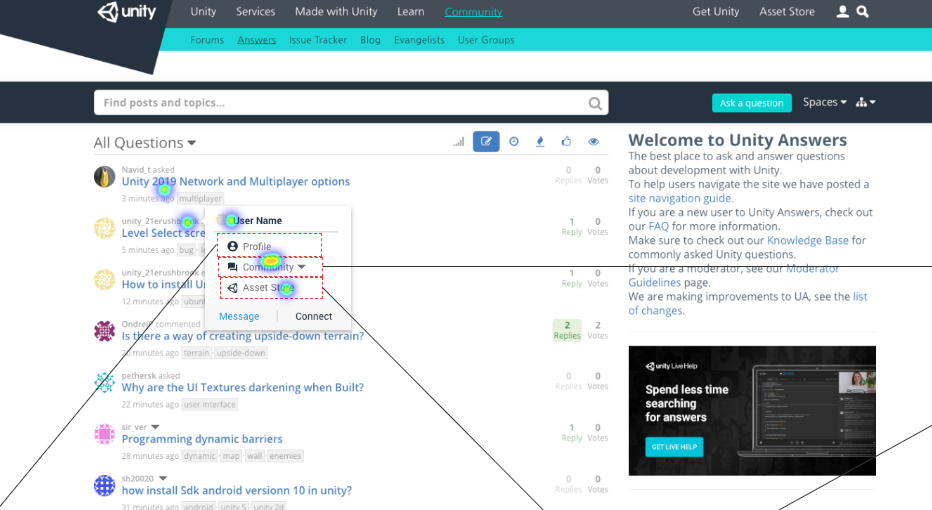 unity
Unity Services Made with Unity Learn Community Get Unity Asset Store
Forums Answers Issue Tracker Blog Evangelists User Groups
Find posts and topics...
Ask a question Spaces
All Questions
Navid_t asked
Unity 2019 Network and Multiplayer options
3 minutes ago multiplayer
0 0
Replies Votes
unity_21erushbrook
Level Select scre
5 minutes ago bug
1 0
Reply Votes
User Name
Profile
Community
Asset Store
Message Connect
unity_21erushbrook
How to install Ur
12 minutes ago ubunt
1 0
Reply Votes
Ondrej commented
Is there a way of creating upside-down terrain?
minutes ago terrain upside-down
2 2
Replies Votes
pethersk asked
Why are the UI Textures darkening when Built?
22 minutes ago user interface
0 0
Replies Votes
sir_ver
Programming dynamic barriers
28 minutes ago dynamic map wall enemies
1 0
Reply Votes
sh20020
how install Sdk android versionn 10 in unity?
31 minutes ago android unity 5 unity 2d
0 0
Replies Votes
Welcome to Unity Answers
The best place to ask and answer questions
about development with Unity.
To help users navigate the site we have posted a
site navigation guide.
If you are a new user to Unity Answers, check out
our FAQ for more information.
Make sure to check out our Knowledge Base for
commonly asked Unity questions.
If you are a moderator, see our Moderator
Guidelines page.
We are making improvements to UA, see the list
of changes.
unity LiveHelp
Spend less time
searching
for answers
GET LIVE HELP